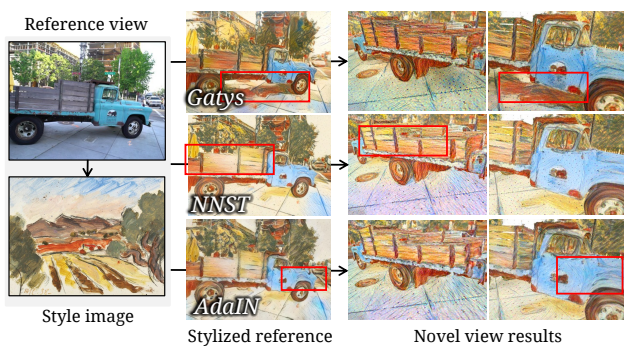 Reference view
Gatys
NNST
AdaIN
Style image
Stylized reference
Novel view results